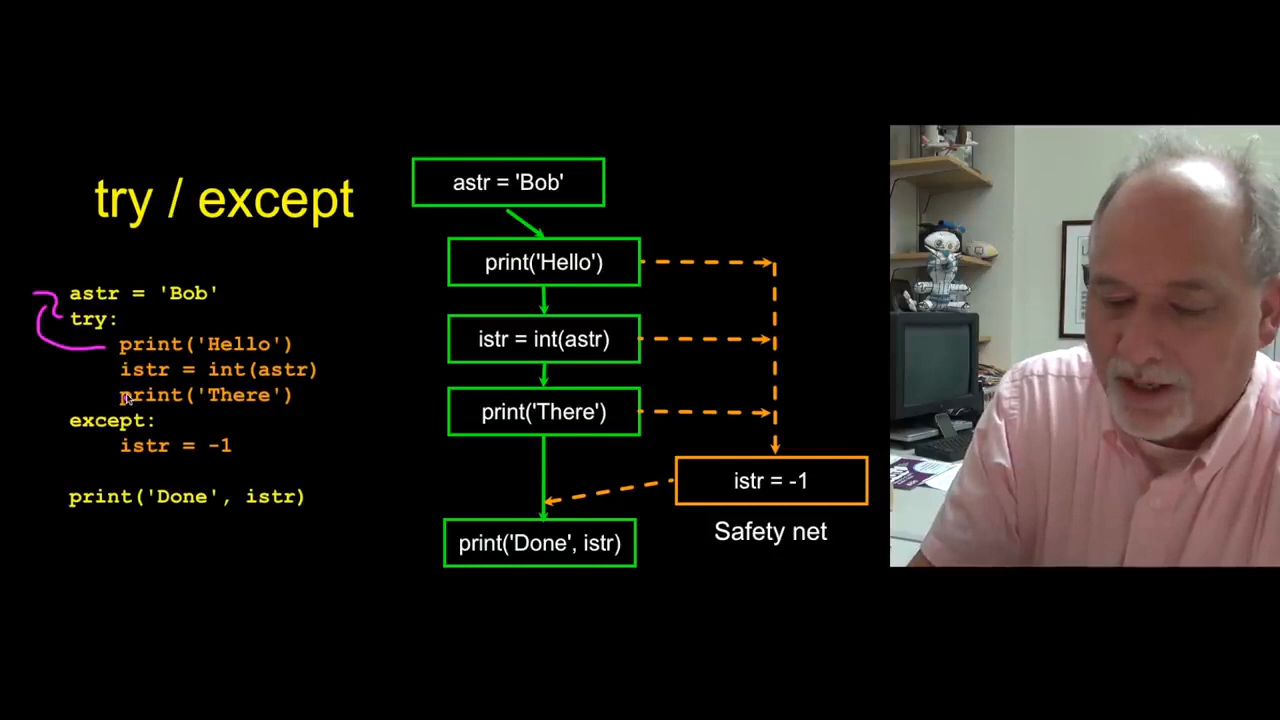 try / except
astr = 'Bob'
try:
    print('Hello')
    istr = int(astr)
    print('There')
except:
    istr = -1
print('Done', istr)
astr = 'Bob'
print('Hello')
istr = int(astr)
print('There')
istr = -1
Safety net
print('Done', istr)